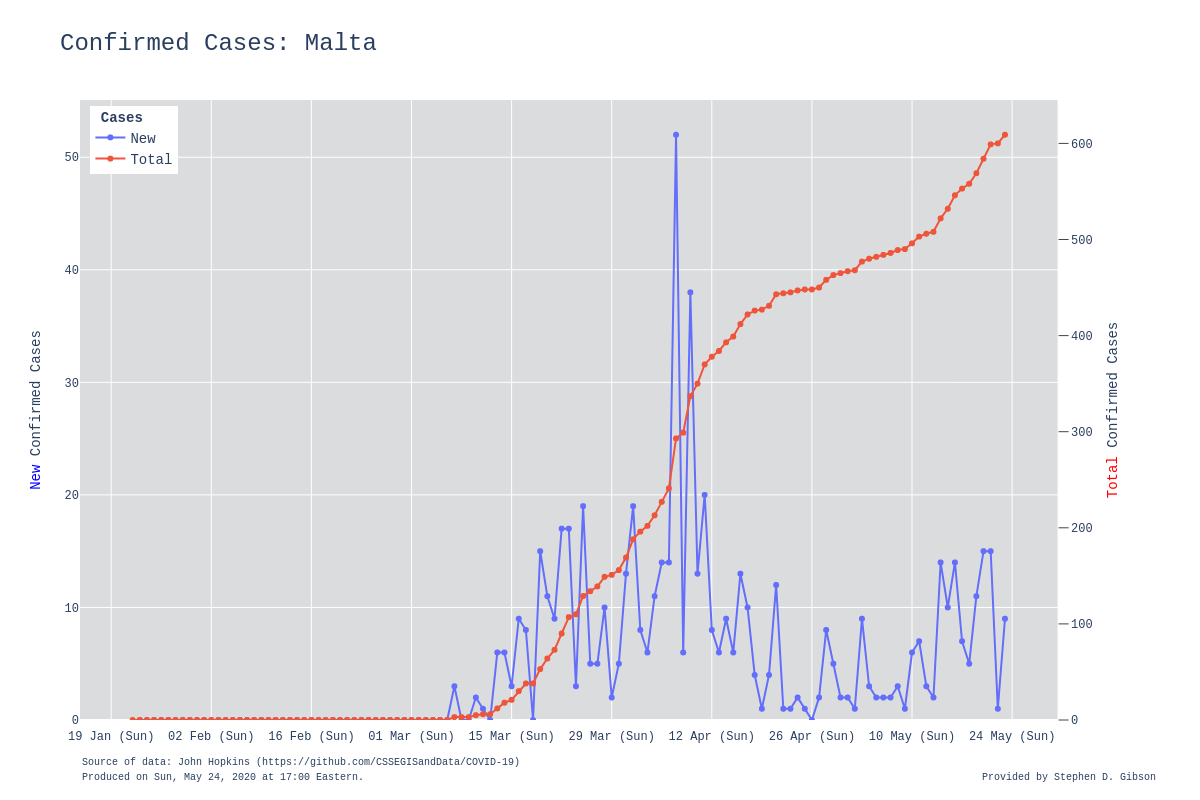 Confirmed Cases: Malta
Cases
New
Total
50
40
30
20
10
0
600
500
400
300
200
100
0
New Confirmed Cases
Total Confirmed Cases
19 Jan (Sun) 02 Feb (Sun) 16 Feb (Sun) 01 Mar (Sun) 15 Mar (Sun) 29 Mar (Sun) 12 Apr (Sun) 26 Apr (Sun) 10 May (Sun) 24 May (Sun)
Source of data: John Hopkins (https://github.com/CSSEGISandData/COVID-19)
Produced on Sun, May 24, 2020 at 17:00 Eastern.
Provided by Stephen D. Gibson